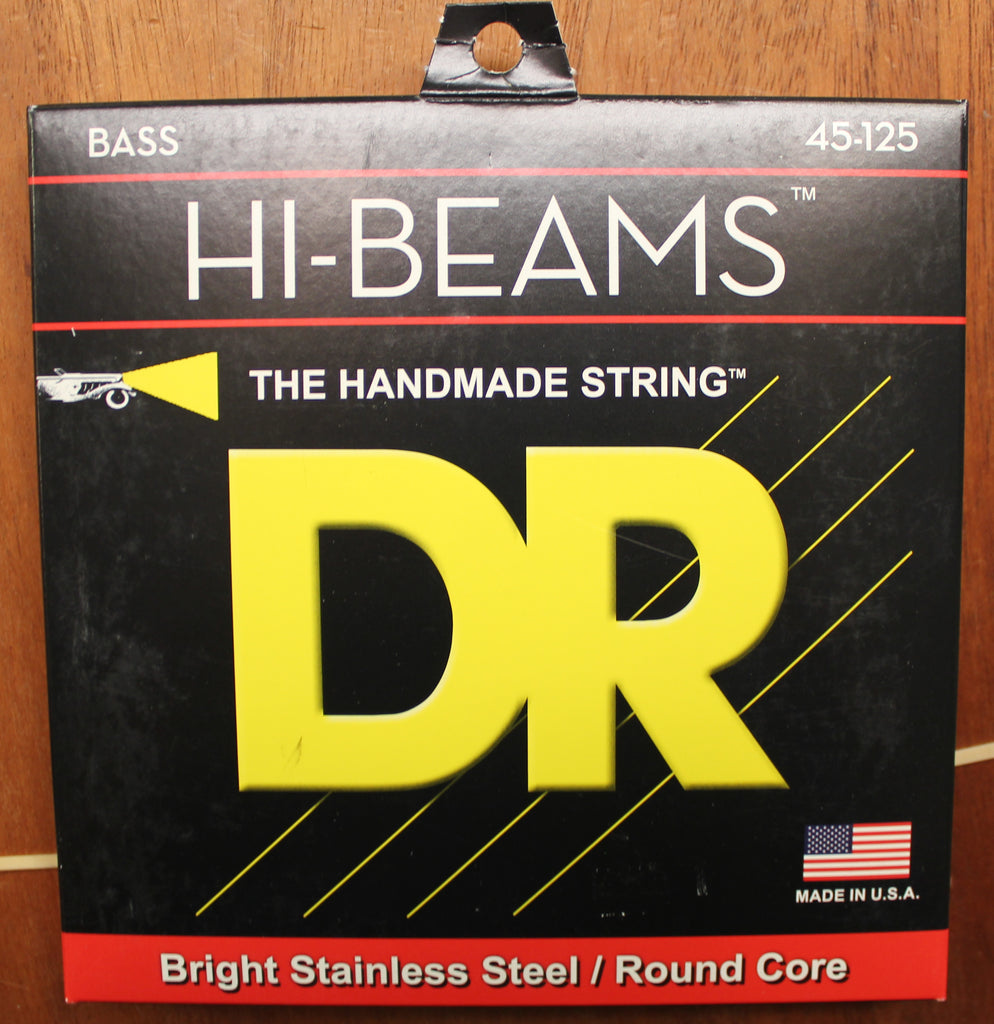 BASS 45-125
HI-BEAMS™
THE HANDMADE STRING™
DR
MADE IN U.S.A.
Bright Stainless Steel / Round Core